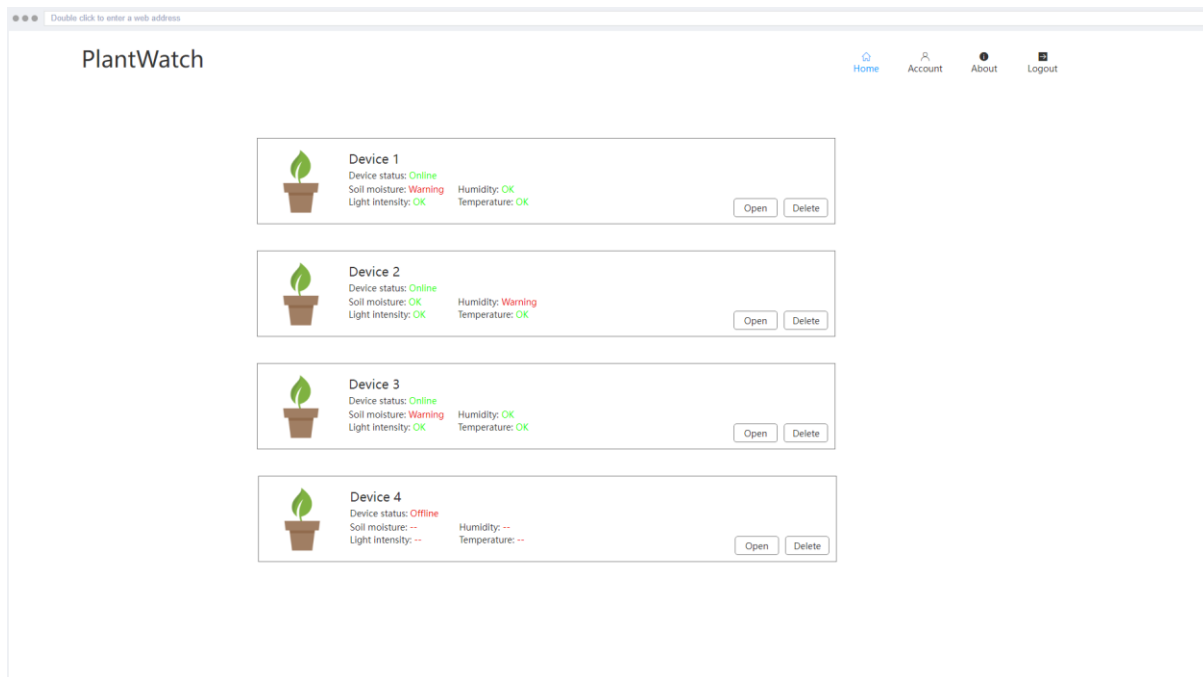 Double click to enter a web address
PlantWatch
Home Account About Logout
Device 1
Device status: Online
Soil moisture: Warning Humidity: OK
Light intensity: OK Temperature: OK
Open Delete
Device 2
Device status: Online
Soil moisture: OK Humidity: Warning
Light intensity: OK Temperature: OK
Open Delete
Device 3
Device status: Online
Soil moisture: Warning Humidity: OK
Light intensity: OK Temperature: OK
Open Delete
Device 4
Device status: Offline
Soil moisture: -- Humidity: --
Light intensity: -- Temperature: --
Open Delete